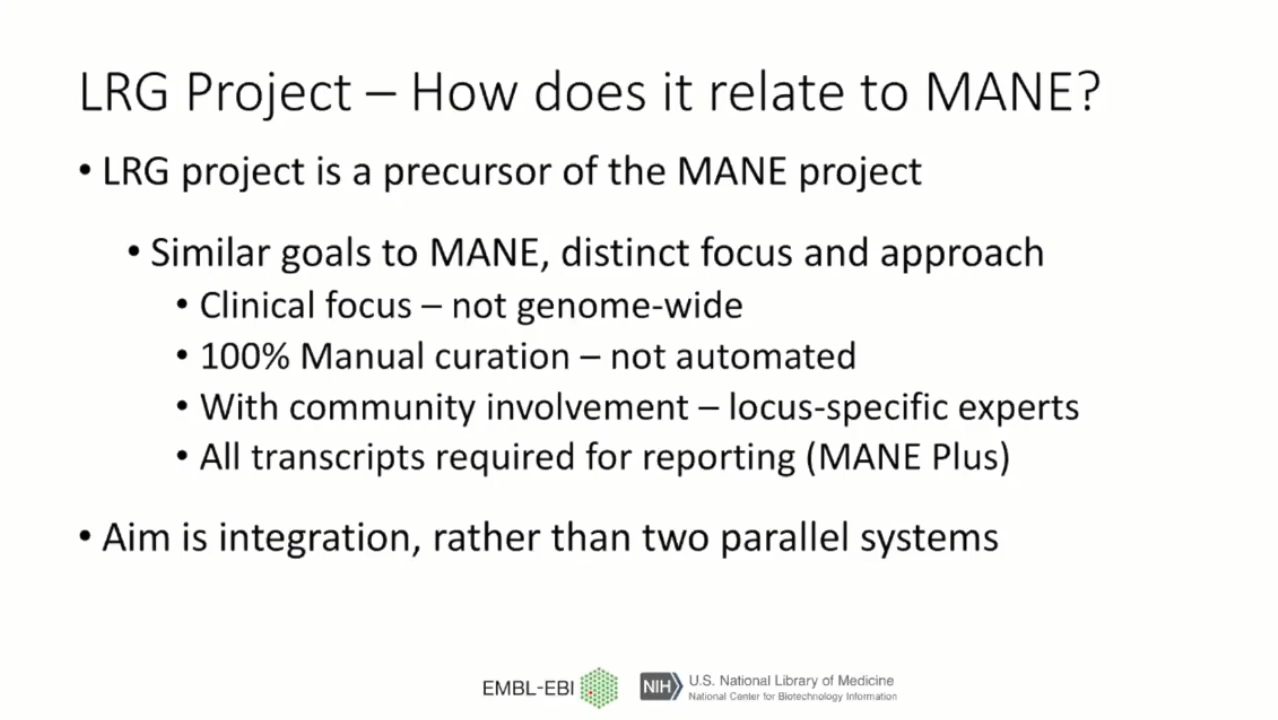 LRG Project – How does it relate to MANE?
• LRG project is a precursor of the MANE project
• Similar goals to MANE, distinct focus and approach
• Clinical focus – not genome-wide
• 100% Manual curation – not automated
• With community involvement – locus-specific experts
• All transcripts required for reporting (MANE Plus)
• Aim is integration, rather than two parallel systems
EMBL-EBI
NIH
U.S. National Library of Medicine
National Center for Biotechnology Information